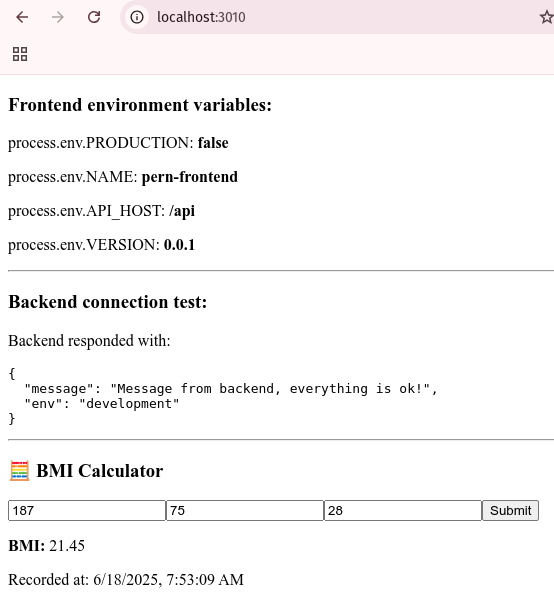 localhost:3010
Frontend environment variables:
process.env.PRODUCTION: false
process.env.NAME: pern-frontend
process.env.API_HOST: /api
process.env.VERSION: 0.0.1
Backend connection test:
Backend responded with:
{
  "message": "Message from backend, everything is ok!",
  "env": "development"
}
🧮 BMI Calculator
187 75 28 Submit
BMI: 21.45
Recorded at: 6/18/2025, 7:53:09 AM